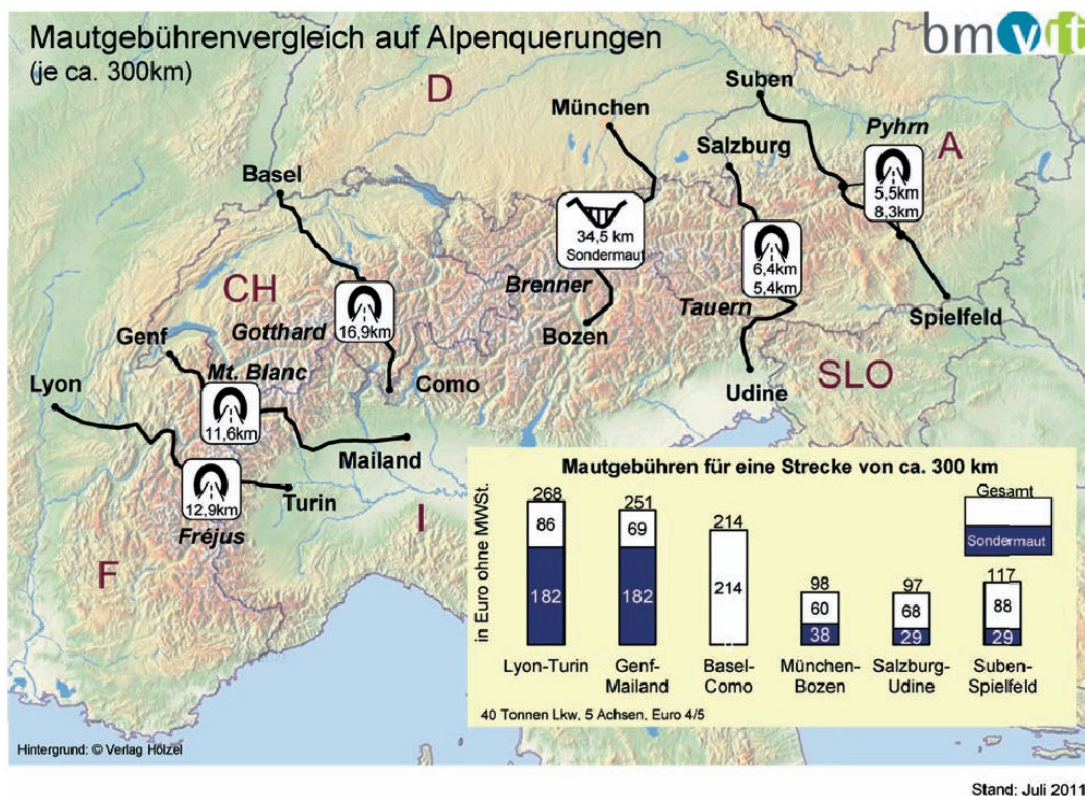 Mautgebührenvergleich auf Alpenquerungen
(je ca. 300km)
bmvit
D
München
Suben
Pyhrn
A
Salzburg
Basel
5,5km
8,3km
34,5 km
Sondermaut
6,4km
5,4km
Brenner
Tauern
CH
Gotthard
16,9km
Bozen
Spielfeld
Genf
Mt. Blanc
Lyon
Como
Udine
SLO
11,6km
Mailand
12,9km
Turin
Fréjus
I
F
Mautgebühren für eine Strecke von ca. 300 km
in Euro ohne MWSt.
Gesamt
Sondermaut
268
86
182
251
69
182
214
214
98
60
38
97
68
29
117
88
29
Lyon-Turin
Genf-
Mailand
Basel-
Como
München-
Bozen
Salzburg-
Udine
Suben-
Spielfeld
40 Tonnen Lkw, 5 Achsen, Euro 4/5
Hintergrund: © Verlag Hölzel
Stand: Juli 2011